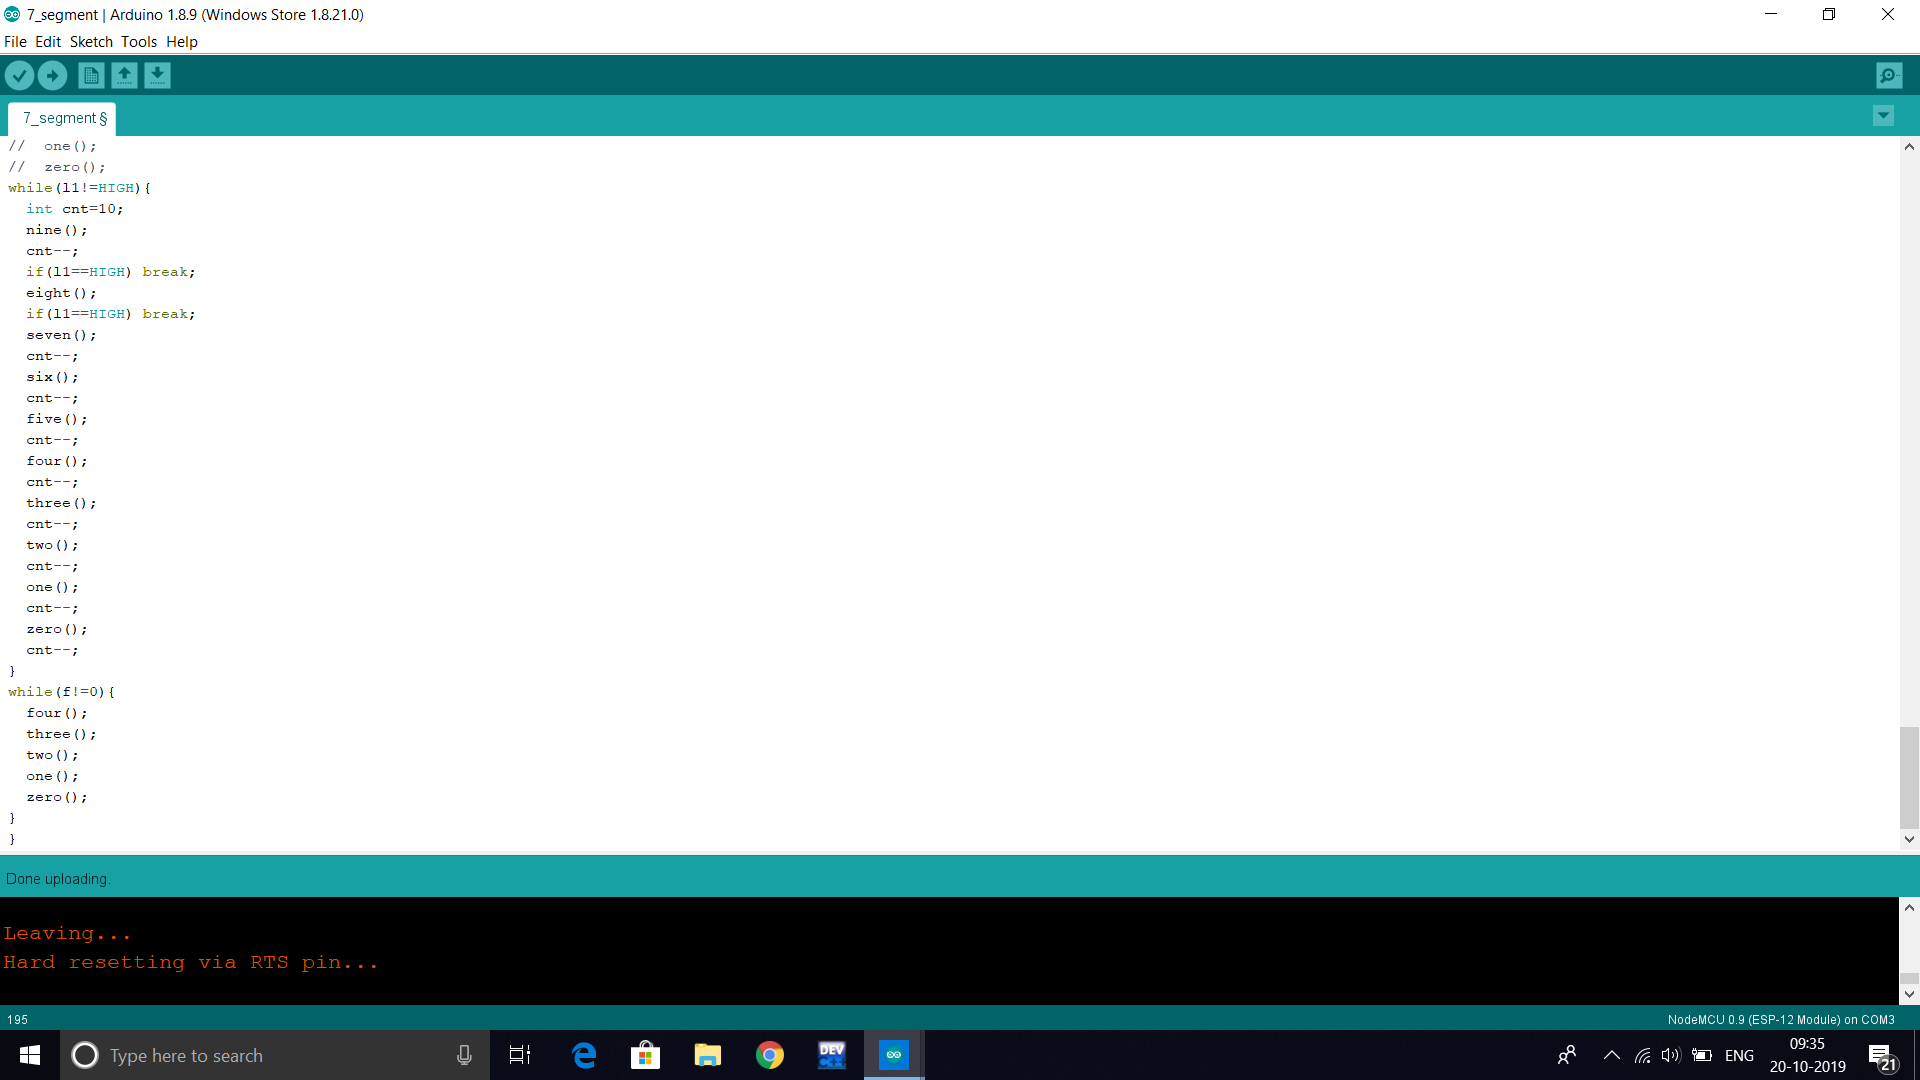 7_segment | Arduino 1.8.9 (Windows Store 1.8.21.0)
File Edit Sketch Tools Help
7_segment §
//  one();
//  zero();
while(l1!=HIGH){
  int cnt=10;
  nine();
  cnt--;
  if(l1==HIGH) break;
  eight();
  if(l1==HIGH) break;
  seven();
  cnt--;
  six();
  cnt--;
  five();
  cnt--;
  four();
  cnt--;
  three();
  cnt--;
  two();
  cnt--;
  one();
  cnt--;
  zero();
  cnt--;
}
while(f!=0){
  four();
  three();
  two();
  one();
  zero();
}
}
Done uploading.
Leaving...
Hard resetting via RTS pin...
195
NodeMCU 0.9 (ESP-12 Module) on COM3
Type here to search
DEV
C++
ENG
09:35
20-10-2019
21